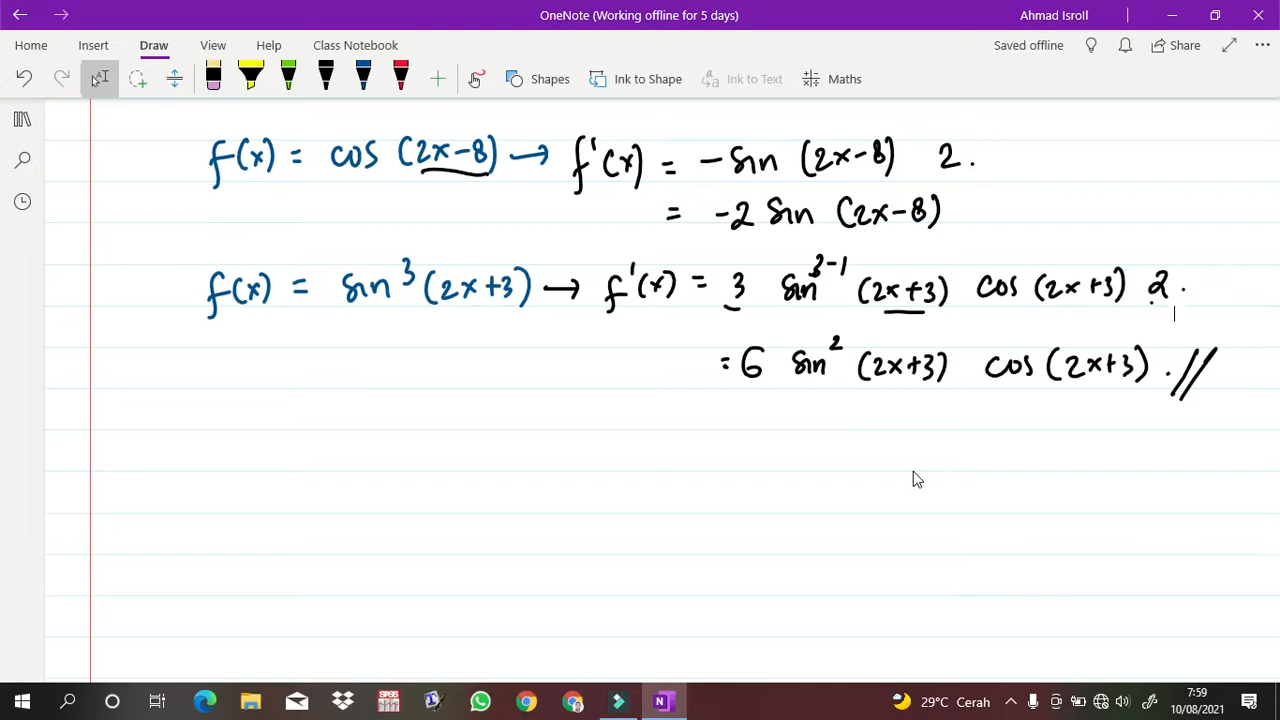 OneNote (Working offline for 5 days)
Ahmad Isroll
Home Insert Draw View Help Class Notebook
Saved offline Share
Shapes Ink to Shape Ink to Text Maths
f(x) = cos (2x-8) → f'(x) = -sin (2x-8) 2.
= -2 sin (2x-8)
f(x) = sin³(2x+3) → f'(x) = 3 sin³⁻¹ (2x+3) cos (2x+3) 2.
= 6 sin² (2x+3) cos (2x+3) . //
SPSS
29°C Cerah
7:59
10/08/2021